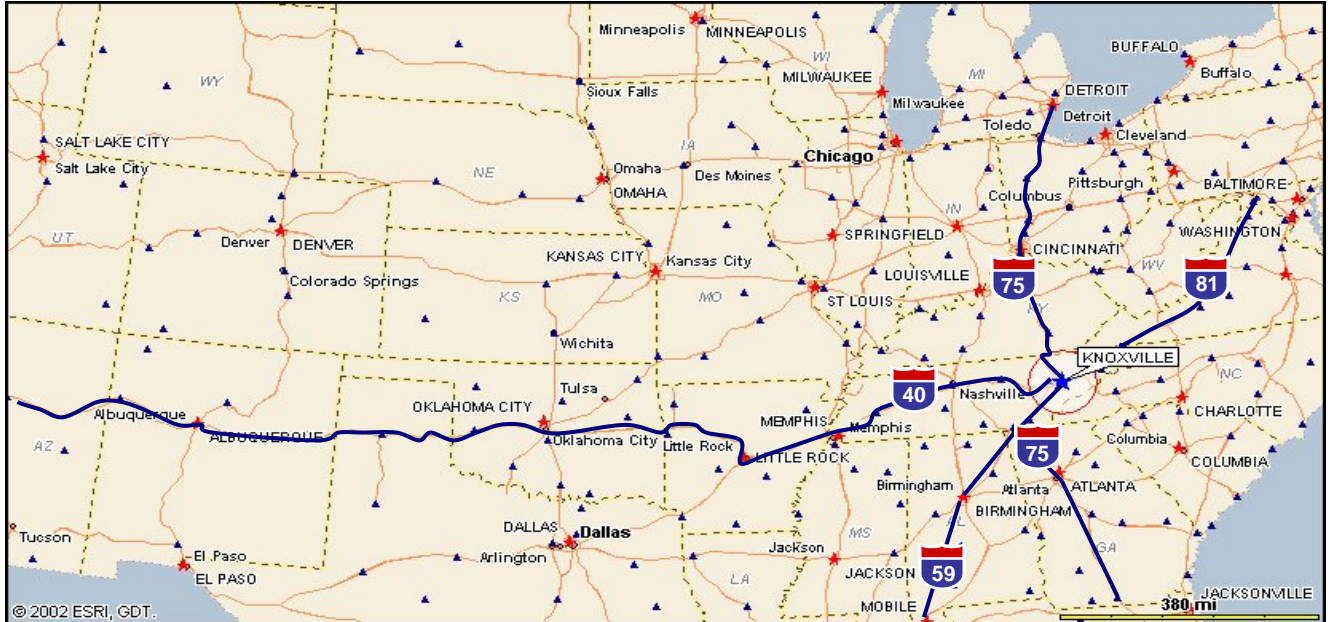 Minneapolis MINNEAPOLIS
WI
MI
BUFFALO
Buffalo
WY
Sioux Falls
MILWAUKEE
Milwaukee
DETROIT
Detroit
Toledo
Cleveland
SALT LAKE CITY
Salt Lake City
NE
IA
Omaha
OMAHA
Des Moines
Chicago
Pittsburgh
BALTIMORE
Columbus
IN
UT
Denver DENVER
SPRINGFIELD
CINCINNATI
WASHINGTON
KANSAS CITY
Kansas City
LOUISVILLE
WV
Colorado Springs
75
81
KS
MO
ST LOUIS
KY
Wichita
KNOXVILLE
Tulsa
40
Nashville
NC
Albuquerque
OKLAHOMA CITY
MEMPHIS
CHARLOTTE
ALBUQUERQUE
Oklahoma City
Memphis
AZ
Little Rock
LITTLE ROCK
75
Columbia
COLUMBIA
Birmingham
Atlanta
ATLANTA
BIRMINGHAM
Tucson
DALLAS
Dallas
MS
AL
El Paso
EL PASO
Arlington
Jackson
JACKSON
GA
LA
59
JACKSONVILLE
MOBILE
380 mi
© 2002 ESRI, GDT.